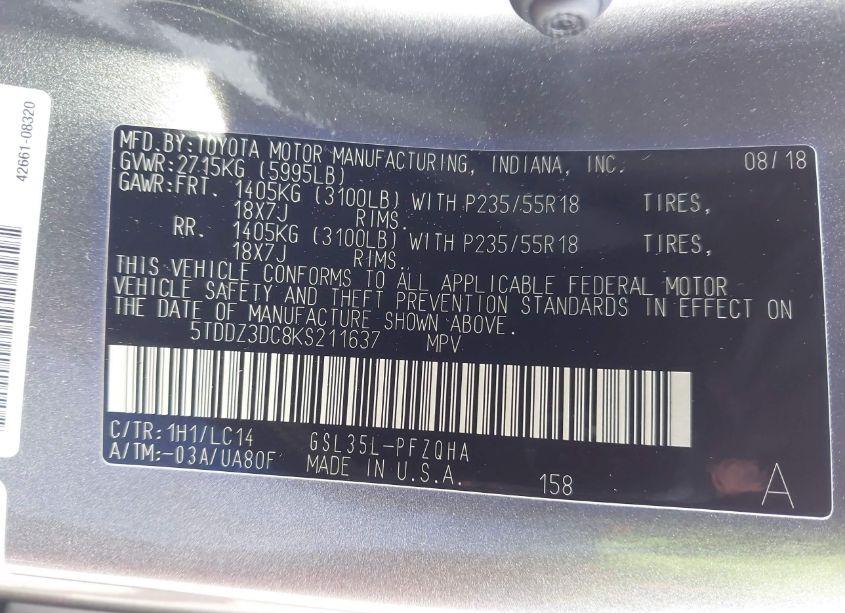 42661-08320
MFD.BY:TOYOTA MOTOR MANUFACTURING, INDIANA, INC. 08/18
GVWR:2715KG (5995LB)
GAWR:FRT. 1405KG (3100LB) WITH P235/55R18 TIRES,
18X7J RIMS.
RR. 1405KG (3100LB) WITH P235/55R18 TIRES,
18X7J RIMS.
THIS VEHICLE CONFORMS TO ALL APPLICABLE FEDERAL MOTOR
VEHICLE SAFETY AND THEFT PREVENTION STANDARDS IN EFFECT ON
THE DATE OF MANUFACTURE SHOWN ABOVE.
5TDDZ3DC8KS211637 MPV
C/TR:1H1/LC14 GSL35L-PFZQHA
A/TM:-03A/UA80F MADE IN U.S.A. 158 A